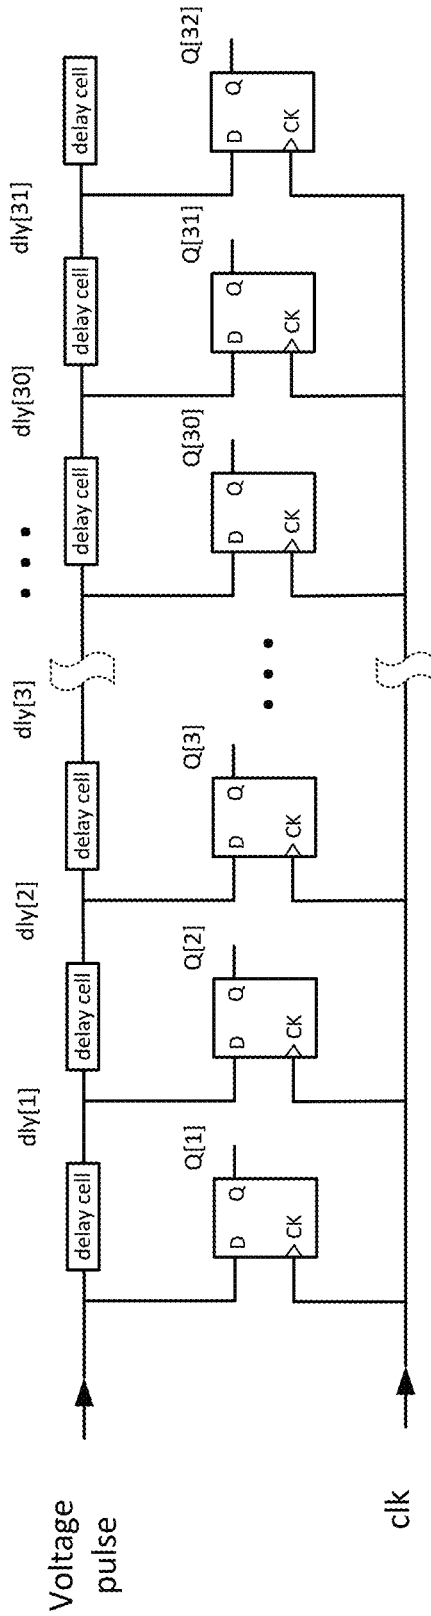 dly[1]
dly[2]
dly[3]
dly[30]
dly[31]
Voltage
pulse
delay cell
delay cell
delay cell
delay cell
delay cell
delay cell
Q[1]
Q[2]
Q[3]
Q[30]
Q[31]
Q[32]
D Q
D Q
D Q
D Q
D Q
D Q
CK
CK
CK
CK
CK
CK
clk